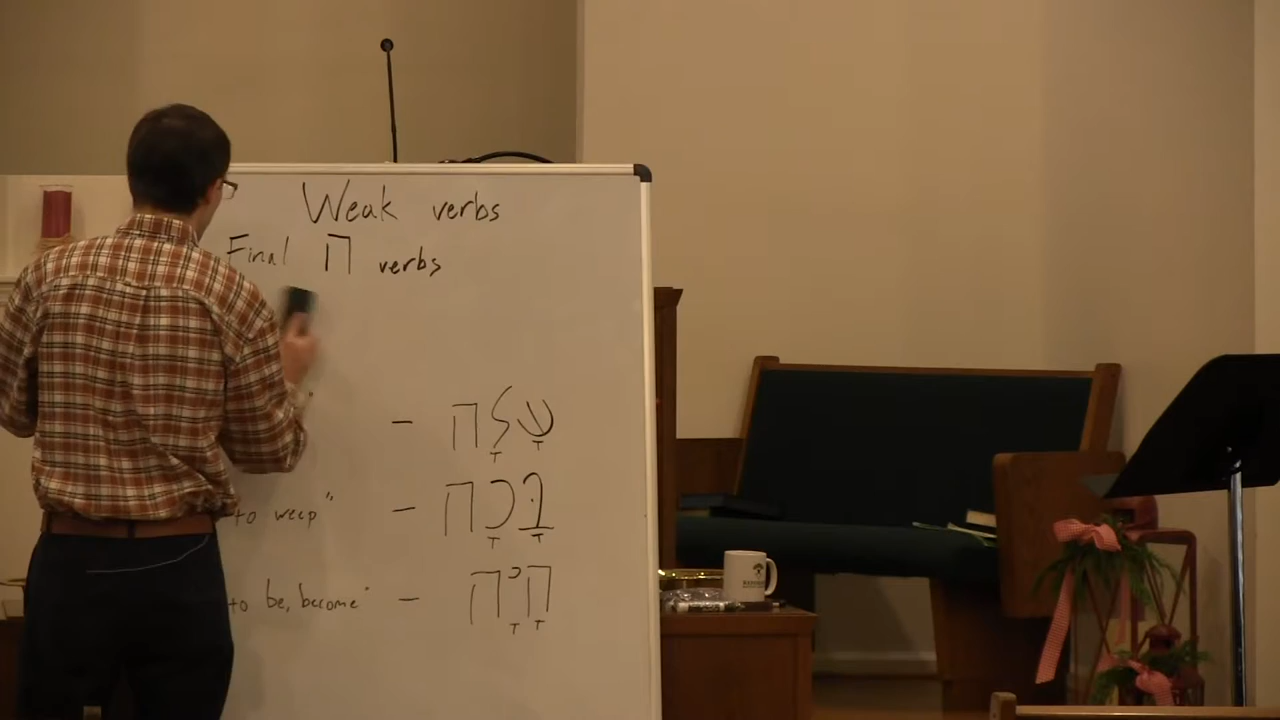 Weak verbs
Final ה verbs
" – עָלָה
to weep" – בָּכָה
to be, become" – הָיָה